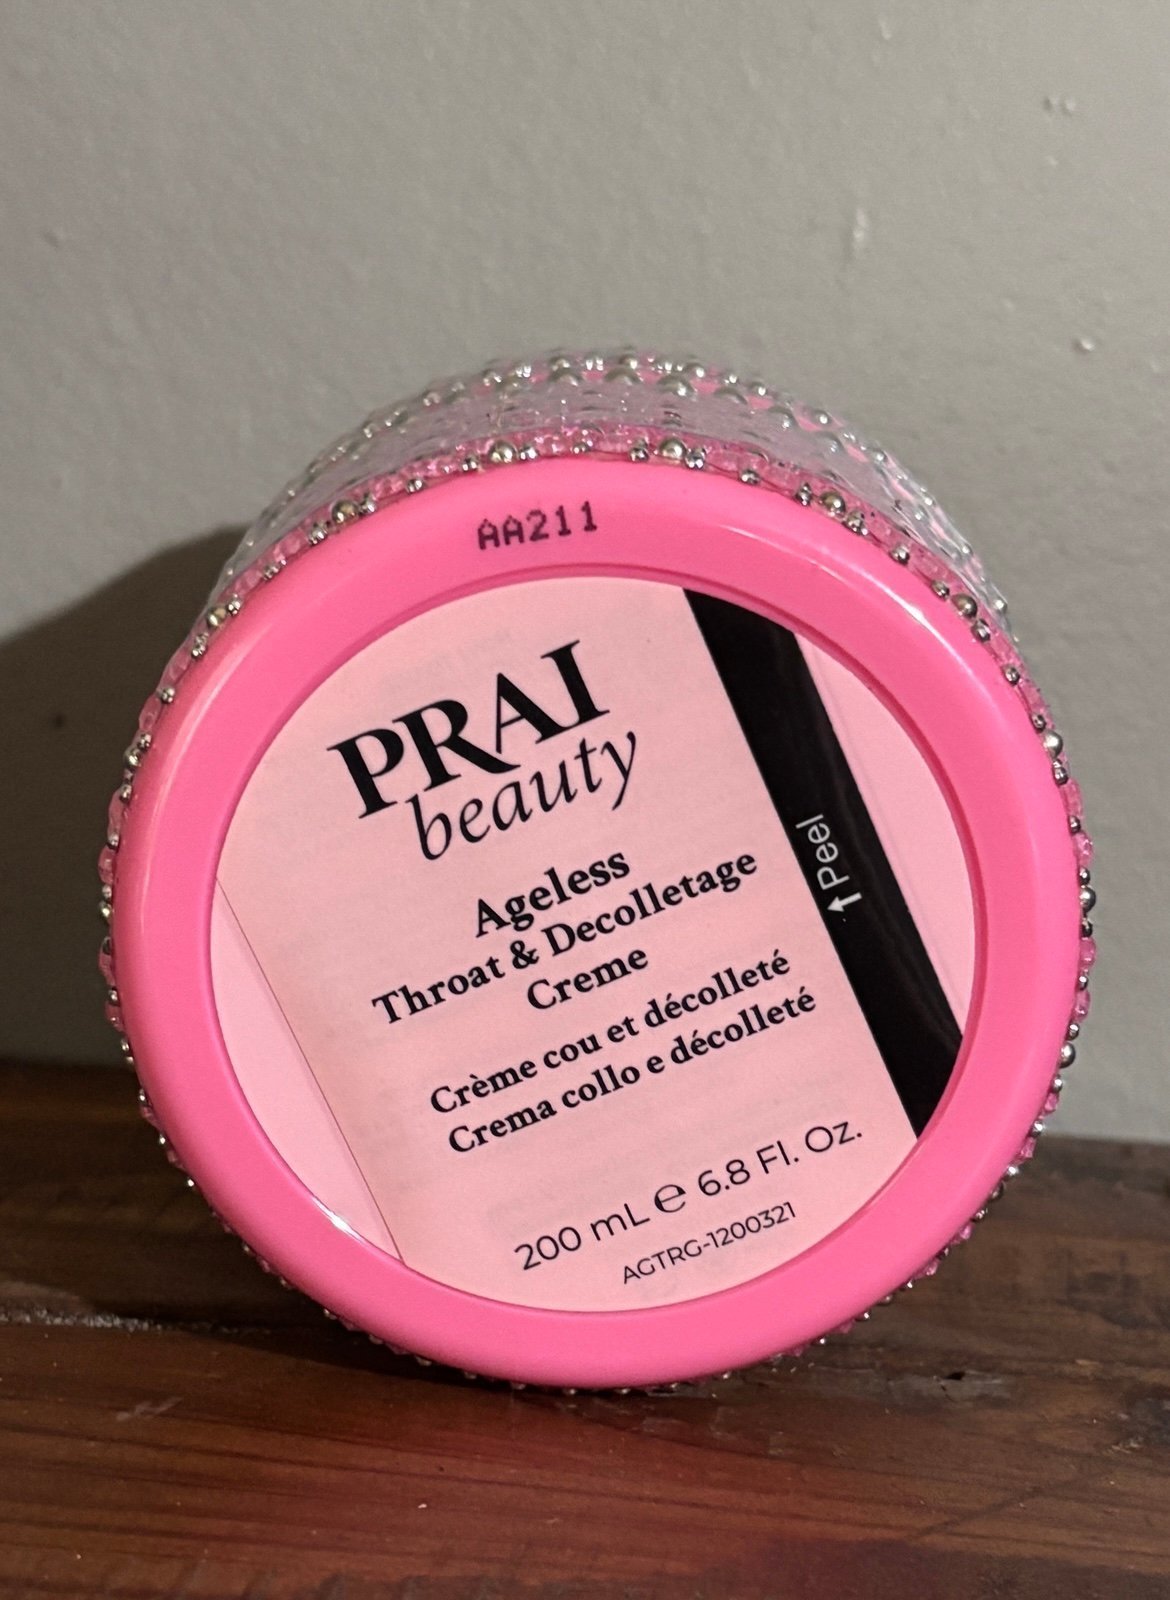 AA211
PRAI
beauty
Ageless
Throat & Decolletage
Creme
Crème cou et décolleté
Crema collo e décolleté
200 mL ℮ 6.8 Fl. Oz.
AGTRG-1200321
↑Peel